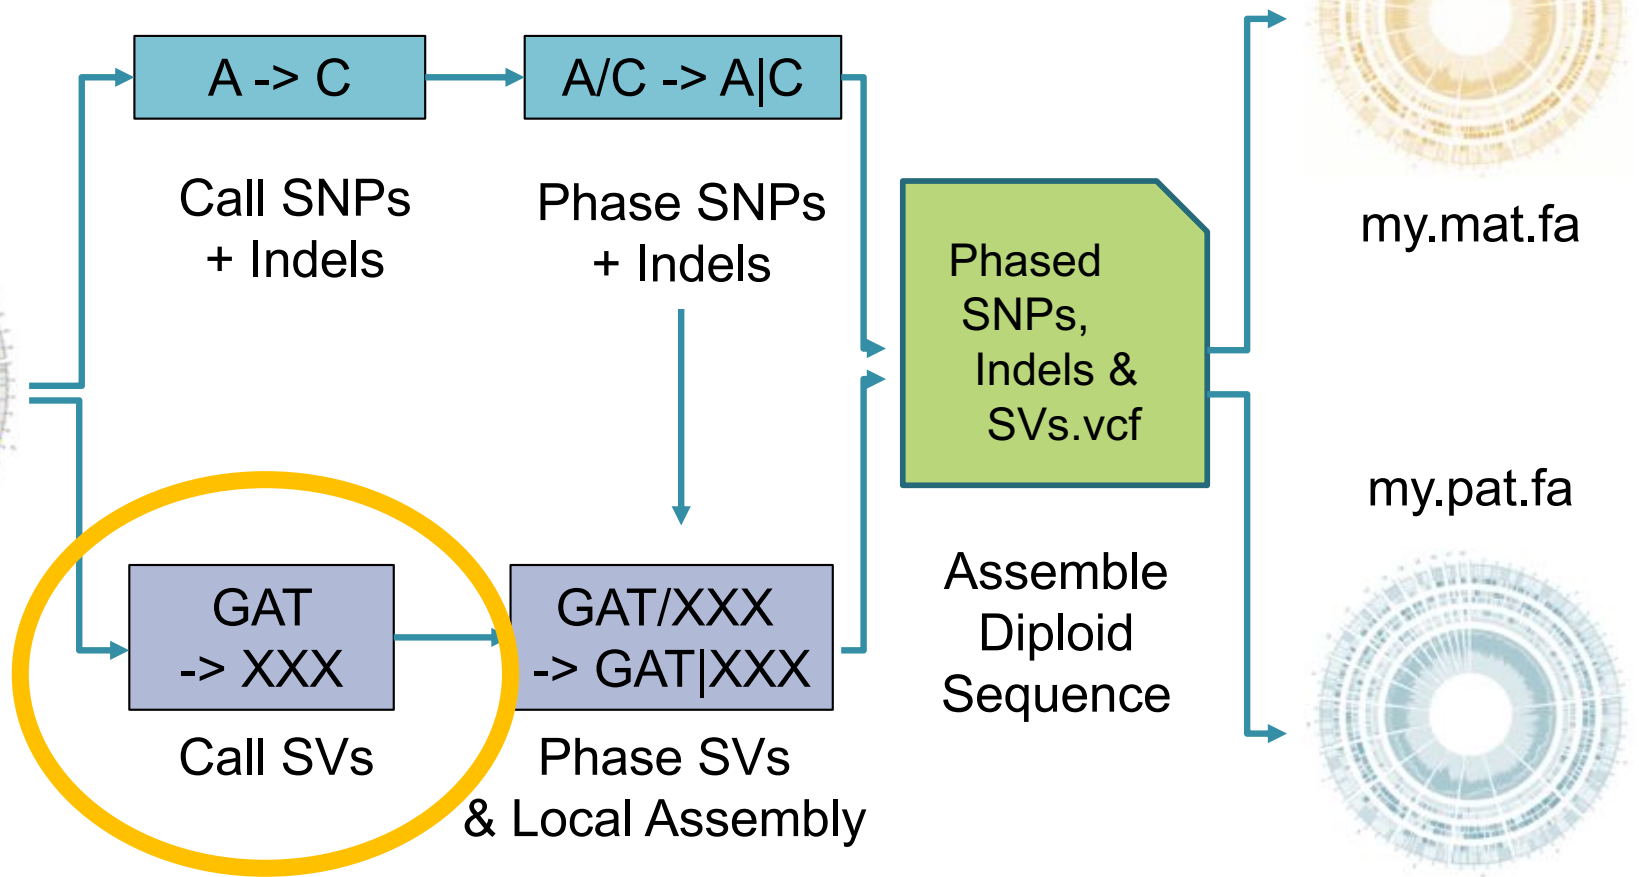 A -> C
Call SNPs
+ Indels
A/C -> A|C
Phase SNPs
+ Indels
GAT
-> XXX
Call SVs
GAT/XXX
-> GAT|XXX
Phase SVs
& Local Assembly
Phased
SNPs,
Indels &
SVs.vcf
Assemble
Diploid
Sequence
my.mat.fa
my.pat.fa